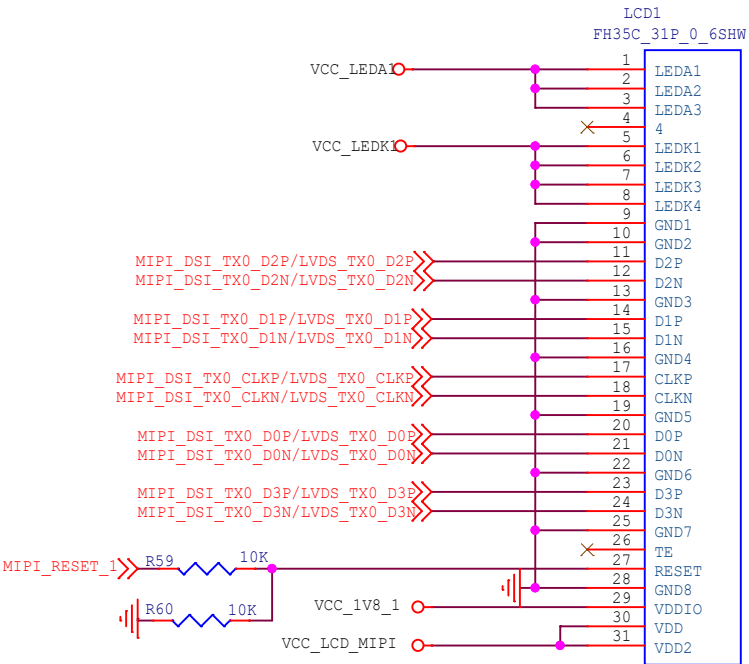 LCD1
FH35C_31P_0_6SHW
VCC_LEDA1
1 LEDA1
2 LEDA2
3 LEDA3
4 4
VCC_LEDK1
5 LEDK1
6 LEDK2
7 LEDK3
8 LEDK4
9 GND1
10 GND2
MIPI_DSI_TX0_D2P/LVDS_TX0_D2P 11 D2P
MIPI_DSI_TX0_D2N/LVDS_TX0_D2N 12 D2N
13 GND3
MIPI_DSI_TX0_D1P/LVDS_TX0_D1P 14 D1P
MIPI_DSI_TX0_D1N/LVDS_TX0_D1N 15 D1N
16 GND4
MIPI_DSI_TX0_CLKP/LVDS_TX0_CLKP 17 CLKP
MIPI_DSI_TX0_CLKN/LVDS_TX0_CLKN 18 CLKN
19 GND5
MIPI_DSI_TX0_D0P/LVDS_TX0_D0P 20 D0P
MIPI_DSI_TX0_D0N/LVDS_TX0_D0N 21 D0N
22 GND6
MIPI_DSI_TX0_D3P/LVDS_TX0_D3P 23 D3P
MIPI_DSI_TX0_D3N/LVDS_TX0_D3N 24 D3N
25 GND7
26 TE
MIPI_RESET_1 R59 10K 27 RESET
28 GND8
R60 10K
VCC_1V8_1 29 VDDIO
30 VDD
VCC_LCD_MIPI 31 VDD2